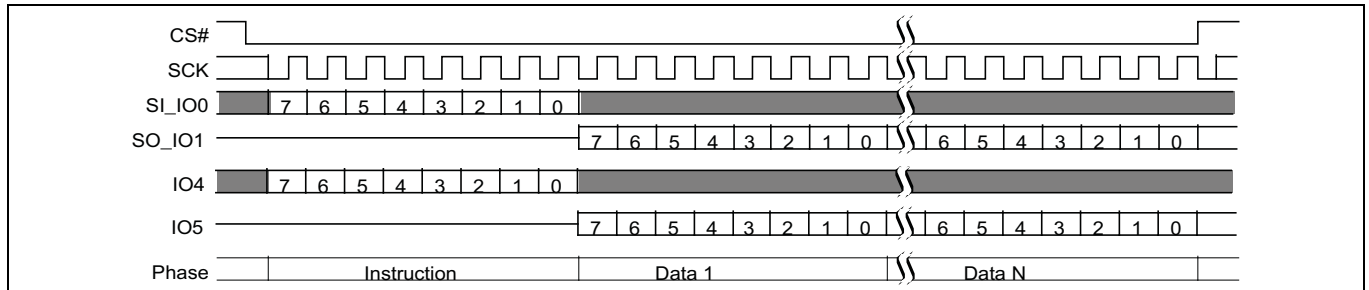 CS#
SCK
SI_IO0 7 6 5 4 3 2 1 0
SO_IO1 7 6 5 4 3 2 1 0 6 5 4 3 2 1 0
IO4 7 6 5 4 3 2 1 0
IO5 7 6 5 4 3 2 1 0 6 5 4 3 2 1 0
Phase Instruction Data 1 Data N